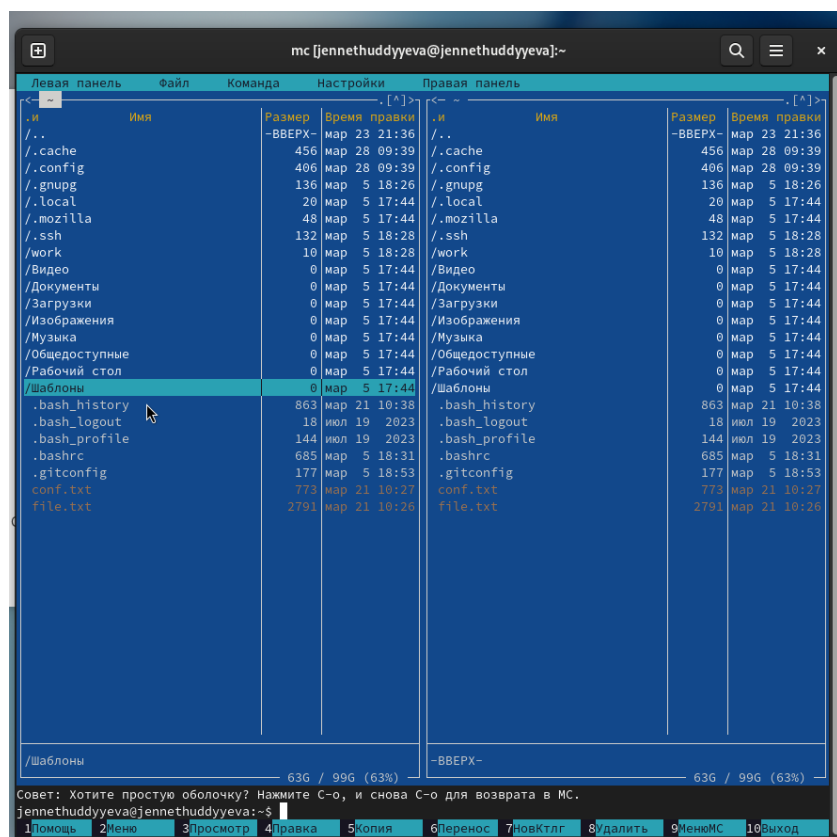 mc [jennethuddyyeva@jennethuddyyeva]:~
Левая панель Файл Команда Настройки Правая панель
<— ~ .[^]> <— ~ .[^]>
.и Имя Размер Время правки .и Имя Размер Время правки
/.. -ВВЕРХ- мар 23 21:36 /.. -ВВЕРХ- мар 23 21:36
/.cache 456 мар 28 09:39 /.cache 456 мар 28 09:39
/.config 406 мар 28 09:39 /.config 406 мар 28 09:39
/.gnupg 136 мар 5 18:26 /.gnupg 136 мар 5 18:26
/.local 20 мар 5 17:44 /.local 20 мар 5 17:44
/.mozilla 48 мар 5 17:44 /.mozilla 48 мар 5 17:44
/.ssh 132 мар 5 18:28 /.ssh 132 мар 5 18:28
/work 10 мар 5 18:28 /work 10 мар 5 18:28
/Видео 0 мар 5 17:44 /Видео 0 мар 5 17:44
/Документы 0 мар 5 17:44 /Документы 0 мар 5 17:44
/Загрузки 0 мар 5 17:44 /Загрузки 0 мар 5 17:44
/Изображения 0 мар 5 17:44 /Изображения 0 мар 5 17:44
/Музыка 0 мар 5 17:44 /Музыка 0 мар 5 17:44
/Общедоступные 0 мар 5 17:44 /Общедоступные 0 мар 5 17:44
/Рабочий стол 0 мар 5 17:44 /Рабочий стол 0 мар 5 17:44
/Шаблоны 0 мар 5 17:44 /Шаблоны 0 мар 5 17:44
.bash_history 863 мар 21 10:38 .bash_history 863 мар 21 10:38
.bash_logout 18 июл 19 2023 .bash_logout 18 июл 19 2023
.bash_profile 144 июл 19 2023 .bash_profile 144 июл 19 2023
.bashrc 685 мар 5 18:31 .bashrc 685 мар 5 18:31
.gitconfig 177 мар 5 18:53 .gitconfig 177 мар 5 18:53
conf.txt 773 мар 21 10:27 conf.txt 773 мар 21 10:27
file.txt 2791 мар 21 10:26 file.txt 2791 мар 21 10:26
/Шаблоны -ВВЕРХ-
63G / 99G (63%) 63G / 99G (63%)
Совет: Хотите простую оболочку? Нажмите C-o, и снова C-o для возврата в MC.
jennethuddyyeva@jennethuddyyeva:~$
1Помощь 2Меню 3Просмотр 4Правка 5Копия 6Перенос 7НовКтлг 8Удалить 9МенюMC 10Выход